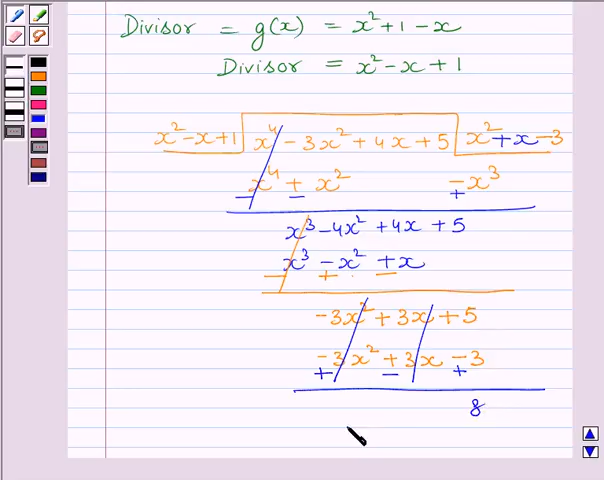 Divisor = g(x) = x² + 1 - x
Divisor = x² - x + 1
x² - x + 1 x⁴ - 3x² + 4x + 5 x² + x - 3
x⁴ + x² - x³
- - +
x³ - 4x² + 4x + 5
x³ - x² + x
- + -
-3x² + 3x + 5
-3x² + 3x - 3
+ - +
8